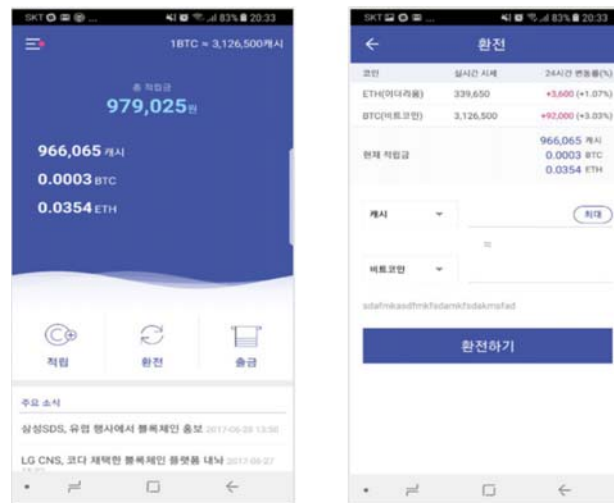 SKT ... 83% 20:33
1BTC ≈ 3,126,500캐시
총 적립금
979,025원
966,065 캐시
0.0003 BTC
0.0354 ETH
적립 환전 출금
주요 소식
삼성SDS, 유럽 행사에서 블록체인 홍보 2017-06-28 13:50
LG CNS, 코다 채택한 블록체인 플랫폼 내놔 2017-06-27
SKT ... 83% 20:33
환전
코인 실시간 시세 24시간 변동률(%)
ETH(이더리움) 339,650 +3,600 (+1.07%)
BTC(비트코인) 3,126,500 +92,000 (+3.03%)
현재 적립금
966,065 캐시
0.0003 BTC
0.0354 ETH
캐시 최대
≈
비트코인
환전하기